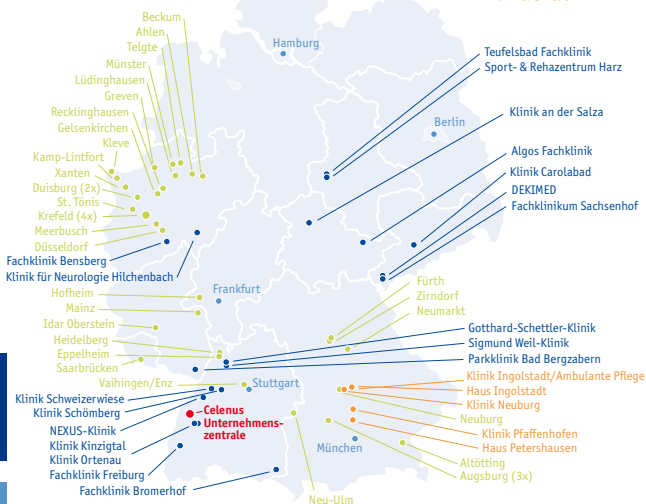 Beckum
Ahlen
Telgte
Münster
Lüdinghausen
Greven
Recklinghausen
Gelsenkirchen
Kleve
Kamp-Lintfort
Xanten
Duisburg (2x)
St. Tönis
Krefeld (4x)
Meerbusch
Düsseldorf
Fachklinik Bensberg
Klinik für Neurologie Hilchenbach
Hofheim
Mainz
Idar Oberstein
Heidelberg
Eppelheim
Saarbrücken
Vaihingen/Enz
Klinik Schweizerwiese
Klinik Schömberg
NEXUS-Klinik
Klinik Kinzigtal
Klinik Ortenau
Fachklinik Freiburg
Fachklinik Bromerhof
Hamburg
Berlin
Frankfurt
Stuttgart
München
Celenus
Unternehmens-
zentrale
Teufelsbad Fachklinik
Sport- & Rehazentrum Harz
Klinik an der Salza
Algos Fachklinik
Klinik Carolabad
DEKIMED
Fachklinikum Sachsenhof
Fürth
Zirndorf
Neumarkt
Gotthard-Schettler-Klinik
Sigmund Weil-Klinik
Parkklinik Bad Bergzabern
Klinik Ingolstadt/Ambulante Pflege
Haus Ingolstadt
Klinik Neuburg
Neuburg
Klinik Pfaffenhofen
Haus Petershausen
Altötting
Augsburg (3x)
Neu-Ulm